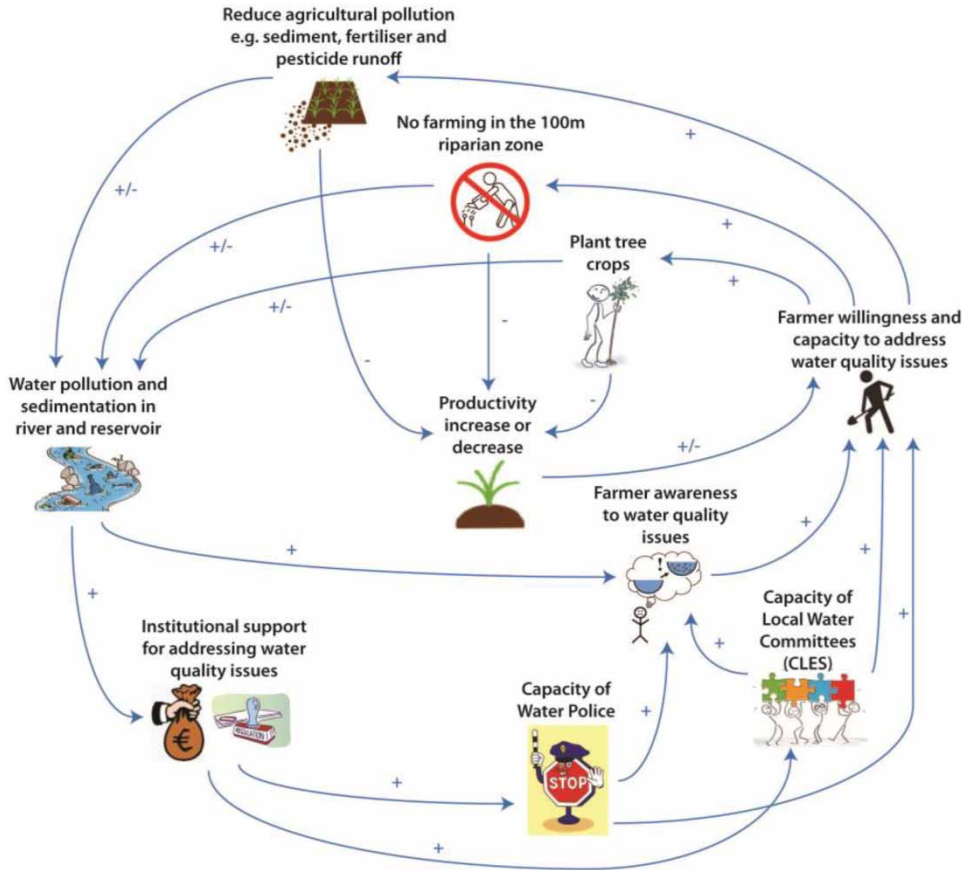 Reduce agricultural pollution
e.g. sediment, fertiliser and
pesticide runoff
No farming in the 100m
riparian zone
+
+/-
+
+/-
Plant tree
crops
+
+/-
Farmer willingness and
capacity to address
water quality issues
-
-
-
Water pollution and
sedimentation in
river and reservoir
Productivity
increase or
decrease
+/-
Farmer awareness
to water quality
issues
!
+
+
+
+
Capacity of
Local Water
Committees
(CLES)
+
Institutional support
for addressing water
quality issues
+
Capacity of
Water Police
€
REGULATION
+
STOP
+
+